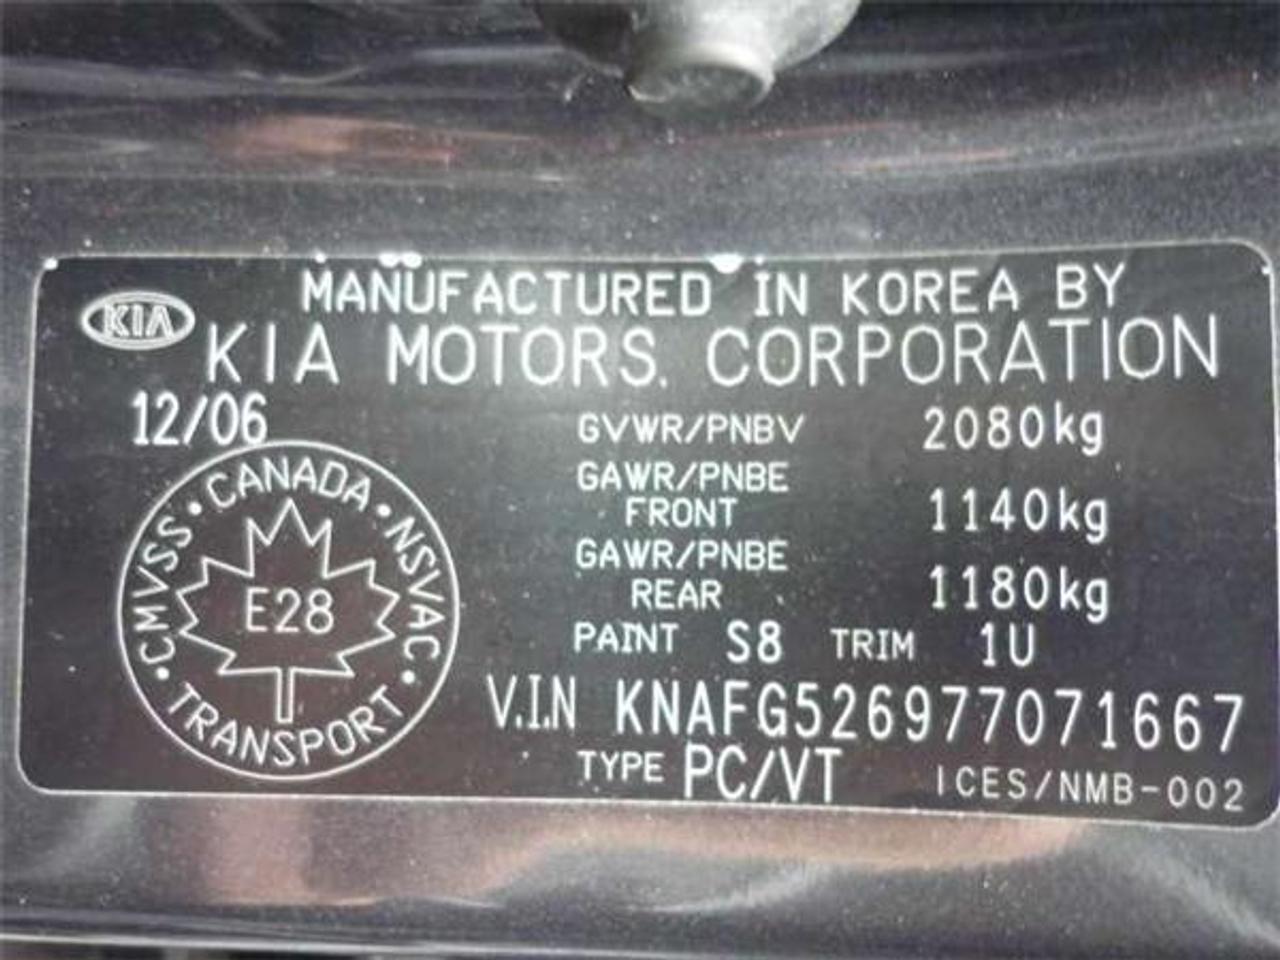 KIA
MANUFACTURED IN KOREA BY
KIA MOTORS. CORPORATION
12/06
GVWR/PNBV 2080kg
GAWR/PNBE
FRONT 1140kg
GAWR/PNBE
REAR 1180kg
PAINT S8 TRIM 1U
V.I.N KNAFG526977071667
TYPE PC/VT ICES/NMB-002
CANADA • NSVAC • TRANSPORT • CMVSS •
E28